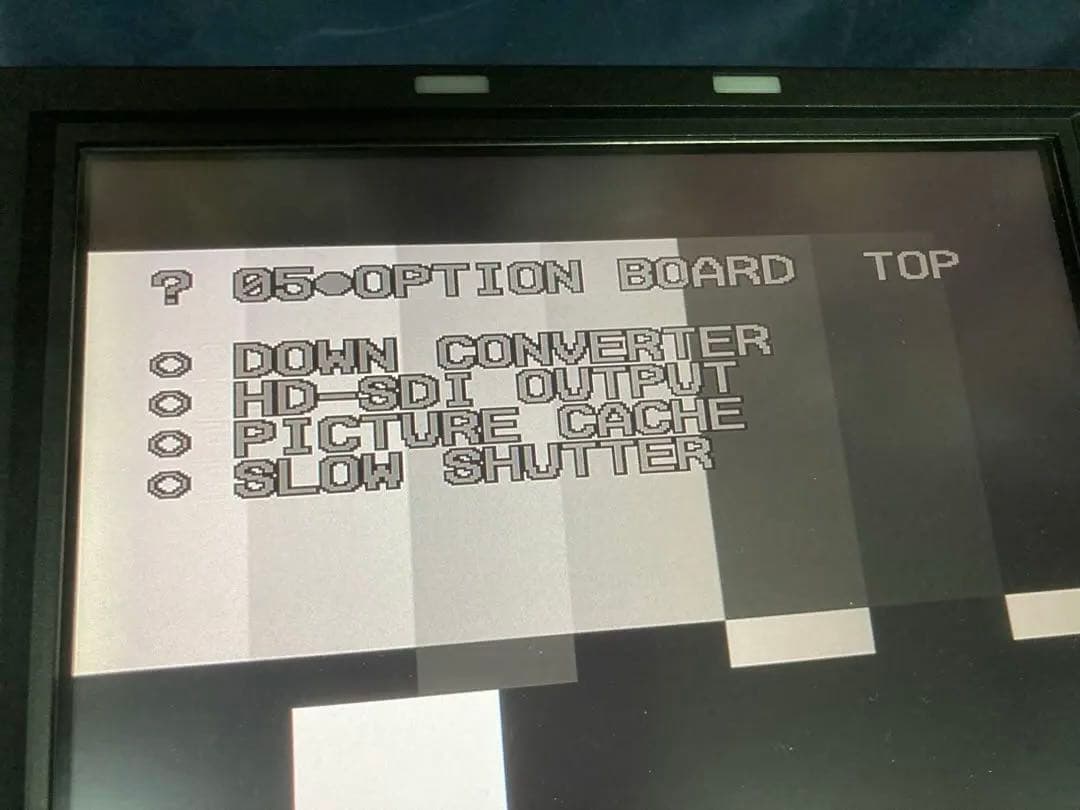 ? 05●OPTION BOARD TOP
DOWN CONVERTER
HD-SDI OUTPUT
PICTURE CACHE
SLOW SHUTTER